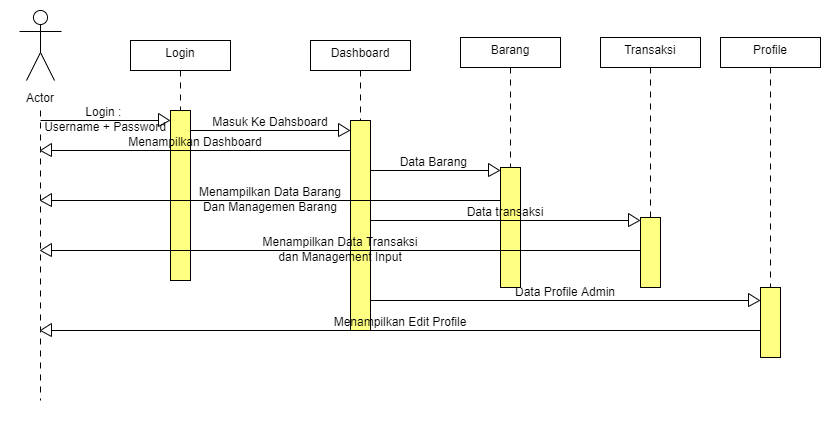 Login
Dashboard
Barang
Transaksi
Profile
Actor
Login :
Username + Password
Masuk Ke Dahsboard
Menampilkan Dashboard
Data Barang
Menampilkan Data Barang
Dan Managemen Barang
Data transaksi
Menampilkan Data Transaksi
dan Management Input
Data Profile Admin
Menampilkan Edit Profile